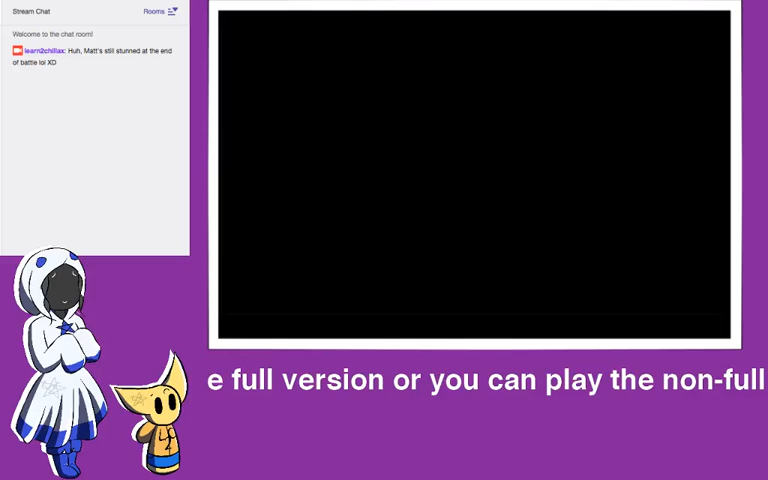 Stream Chat
Rooms
Welcome to the chat room!
learn2chillax: Huh, Matt's still stunned at the end
of battle lol XD
e full version or you can play the non-full